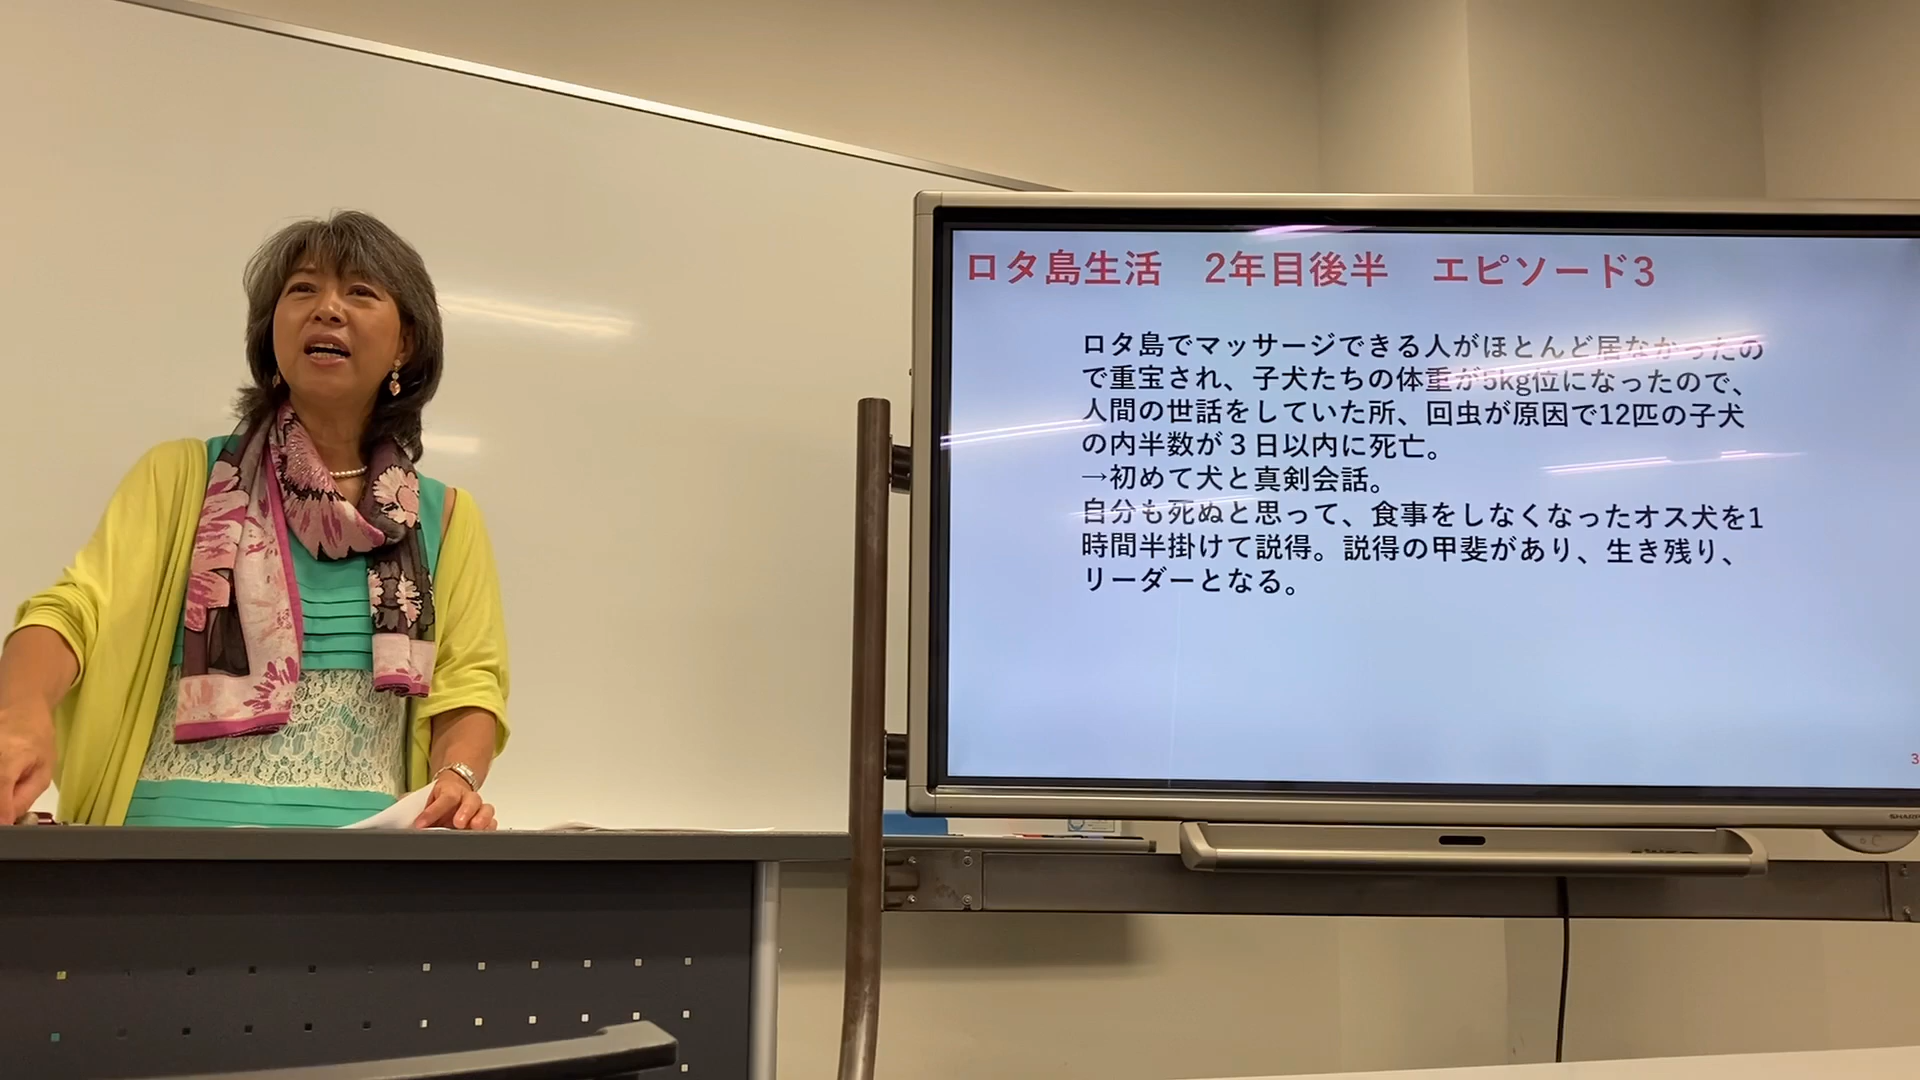 ロタ島生活　2年目後半　エピソード3
ロタ島でマッサージできる人がほとんど居なかったの
で重宝され、子犬たちの体重が5kg位になったので、
人間の世話をしていた所、回虫が原因で12匹の子犬
の内半数が３日以内に死亡。
→初めて犬と真剣会話。
自分も死ぬと思って、食事をしなくなったオス犬を1
時間半掛けて説得。説得の甲斐があり、生き残り、
リーダーとなる。
3
SHARP